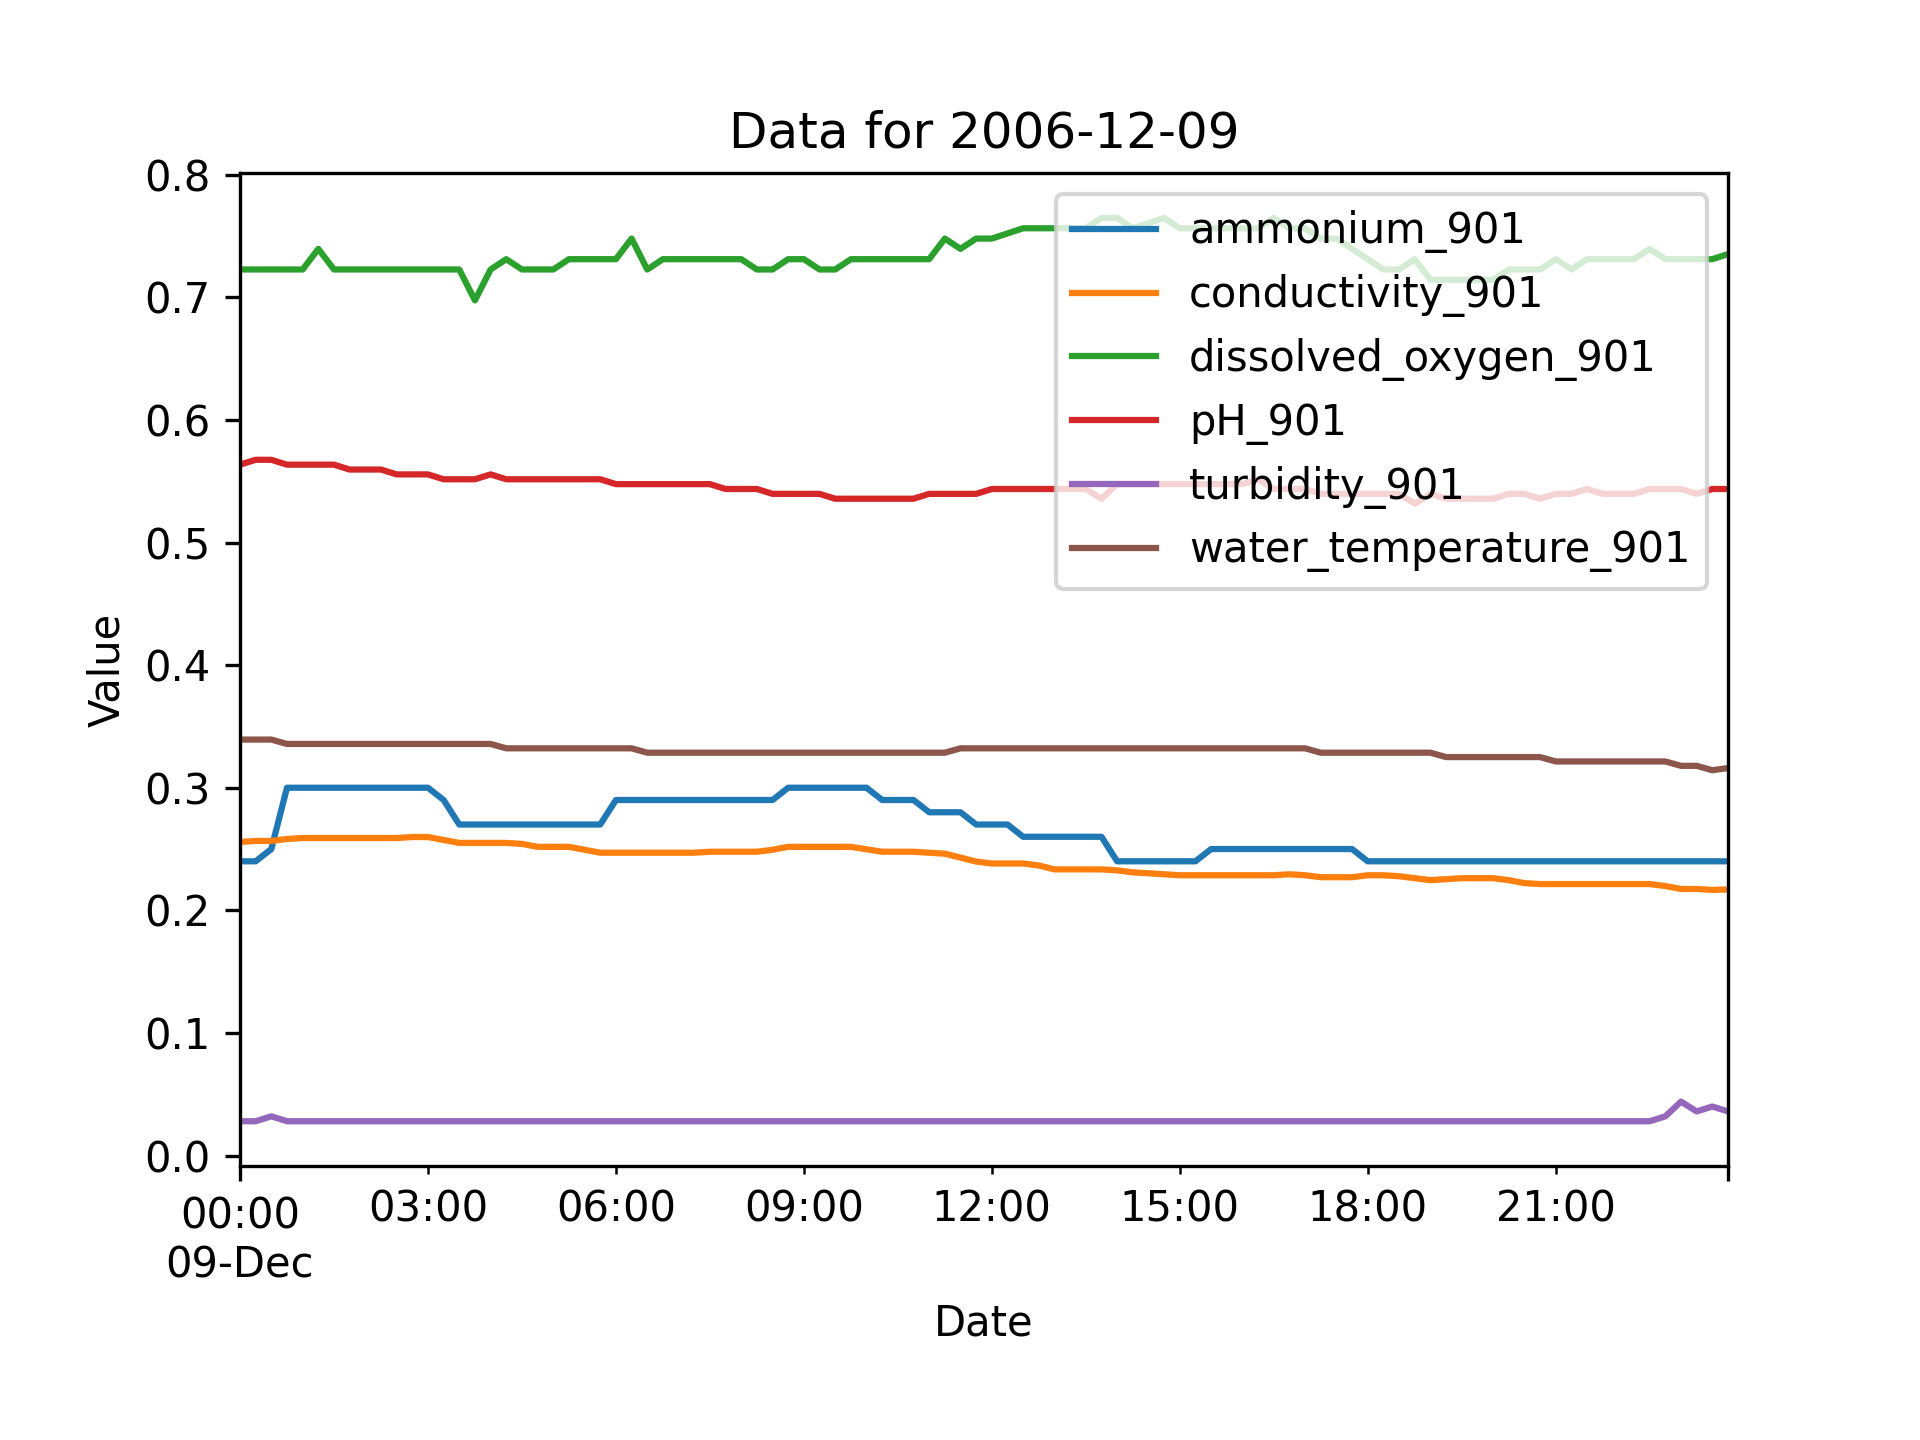 Data for 2006-12-09
0.8
0.7
0.6
0.5
0.4
0.3
0.2
0.1
0.0
Value
ammonium_901
conductivity_901
dissolved_oxygen_901
pH_901
turbidity_901
water_temperature_901
00:00 03:00 06:00 09:00 12:00 15:00 18:00 21:00
09-Dec
Date